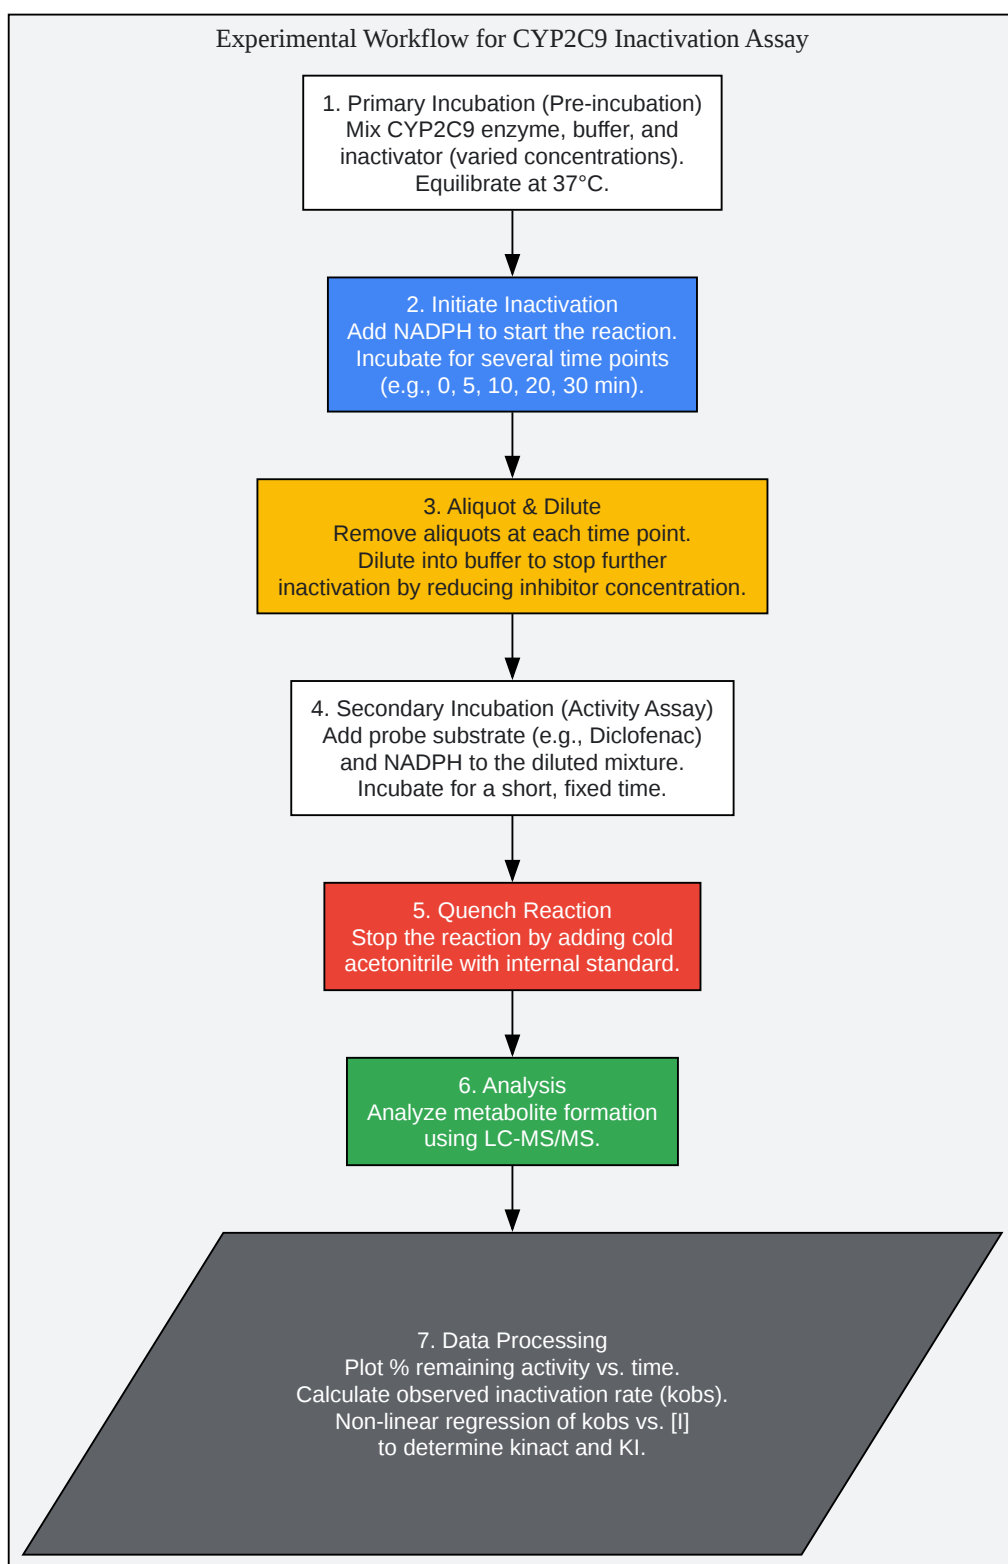 Experimental Workflow for CYP2C9 Inactivation Assay
1. Primary Incubation (Pre-incubation)
Mix CYP2C9 enzyme, buffer, and
inactivator (varied concentrations).
Equilibrate at 37°C.
2. Initiate Inactivation
Add NADPH to start the reaction.
Incubate for several time points
(e.g., 0, 5, 10, 20, 30 min).
3. Aliquot & Dilute
Remove aliquots at each time point.
Dilute into buffer to stop further
inactivation by reducing inhibitor concentration.
4. Secondary Incubation (Activity Assay)
Add probe substrate (e.g., Diclofenac)
and NADPH to the diluted mixture.
Incubate for a short, fixed time.
5. Quench Reaction
Stop the reaction by adding cold
acetonitrile with internal standard.
6. Analysis
Analyze metabolite formation
using LC-MS/MS.
7. Data Processing
Plot % remaining activity vs. time.
Calculate observed inactivation rate (kobs).
Non-linear regression of kobs vs. [I]
to determine kinact and KI.